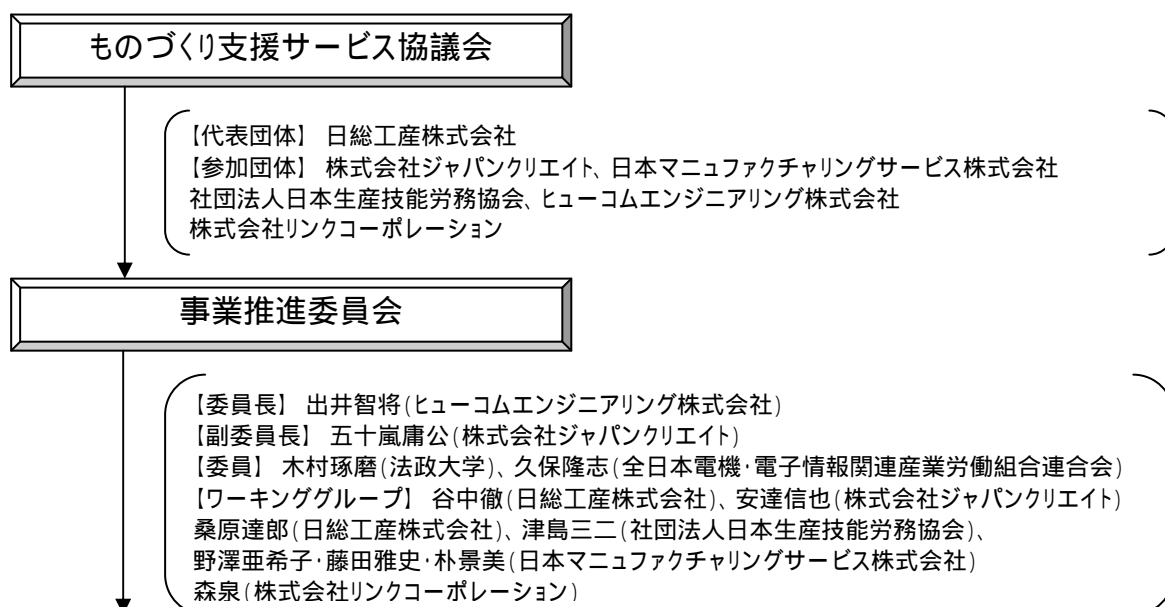 ものづくり支援サービス協議会
【代表団体】 日総工産株式会社
【参加団体】 株式会社ジャパンクリエイト、日本マニュファクチャリングサービス株式会社
社団法人日本生産技能労務協会、ヒューコムエンジニアリング株式会社
株式会社リンクコーポレーション
事業推進委員会
【委員長】 出井智将(ヒューコムエンジニアリング株式会社)
【副委員長】 五十嵐庸公(株式会社ジャパンクリエイト)
【委員】 木村琢磨(法政大学)、久保隆志(全日本電機・電子情報関連産業労働組合連合会)
【ワーキンググループ】 谷中徹(日総工産株式会社)、安達信也(株式会社ジャパンクリエイト)
桑原達郎(日総工産株式会社)、津島三二(社団法人日本生産技能労務協会)、
野澤亜希子・藤田雅史・朴景美(日本マニュファクチャリングサービス株式会社)
森泉(株式会社リンクコーポレーション)